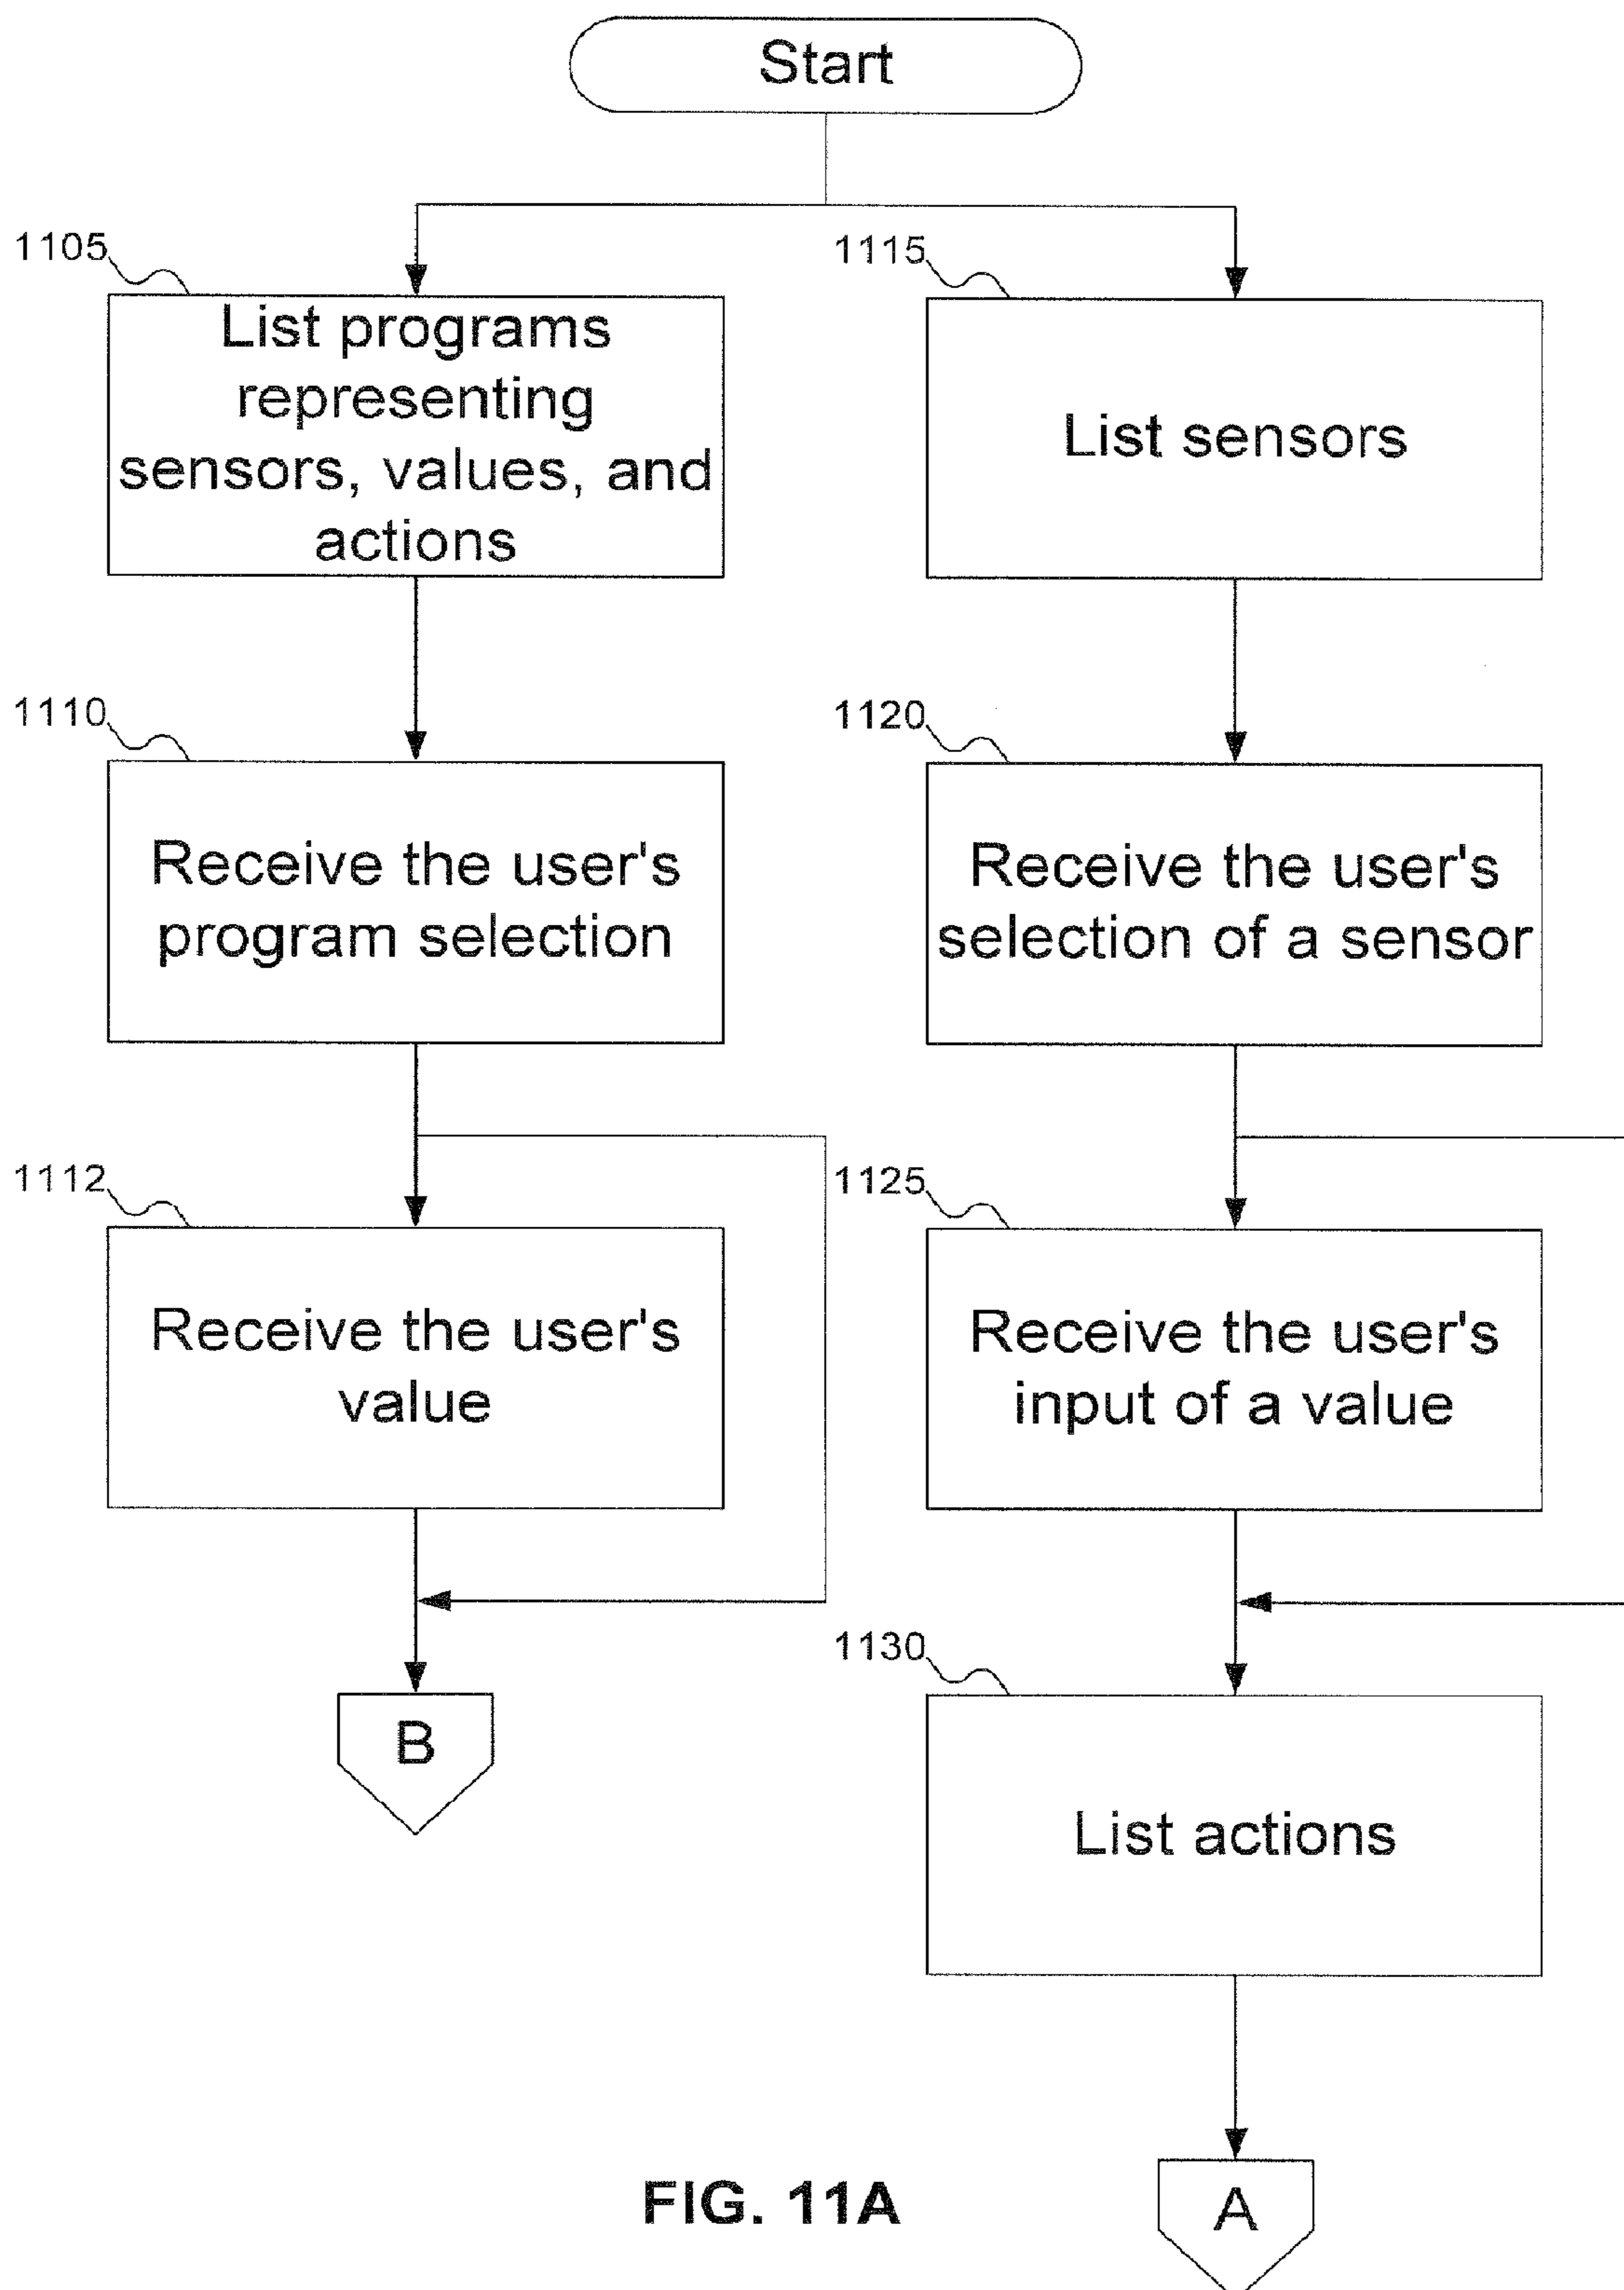 Start
1105
List programs
representing
sensors, values, and
actions
1115
List sensors
1110
Receive the user's
program selection
1120
Receive the user's
selection of a sensor
1112
Receive the user's
value
1125
Receive the user's
input of a value
B
1130
List actions
A
FIG. 11A